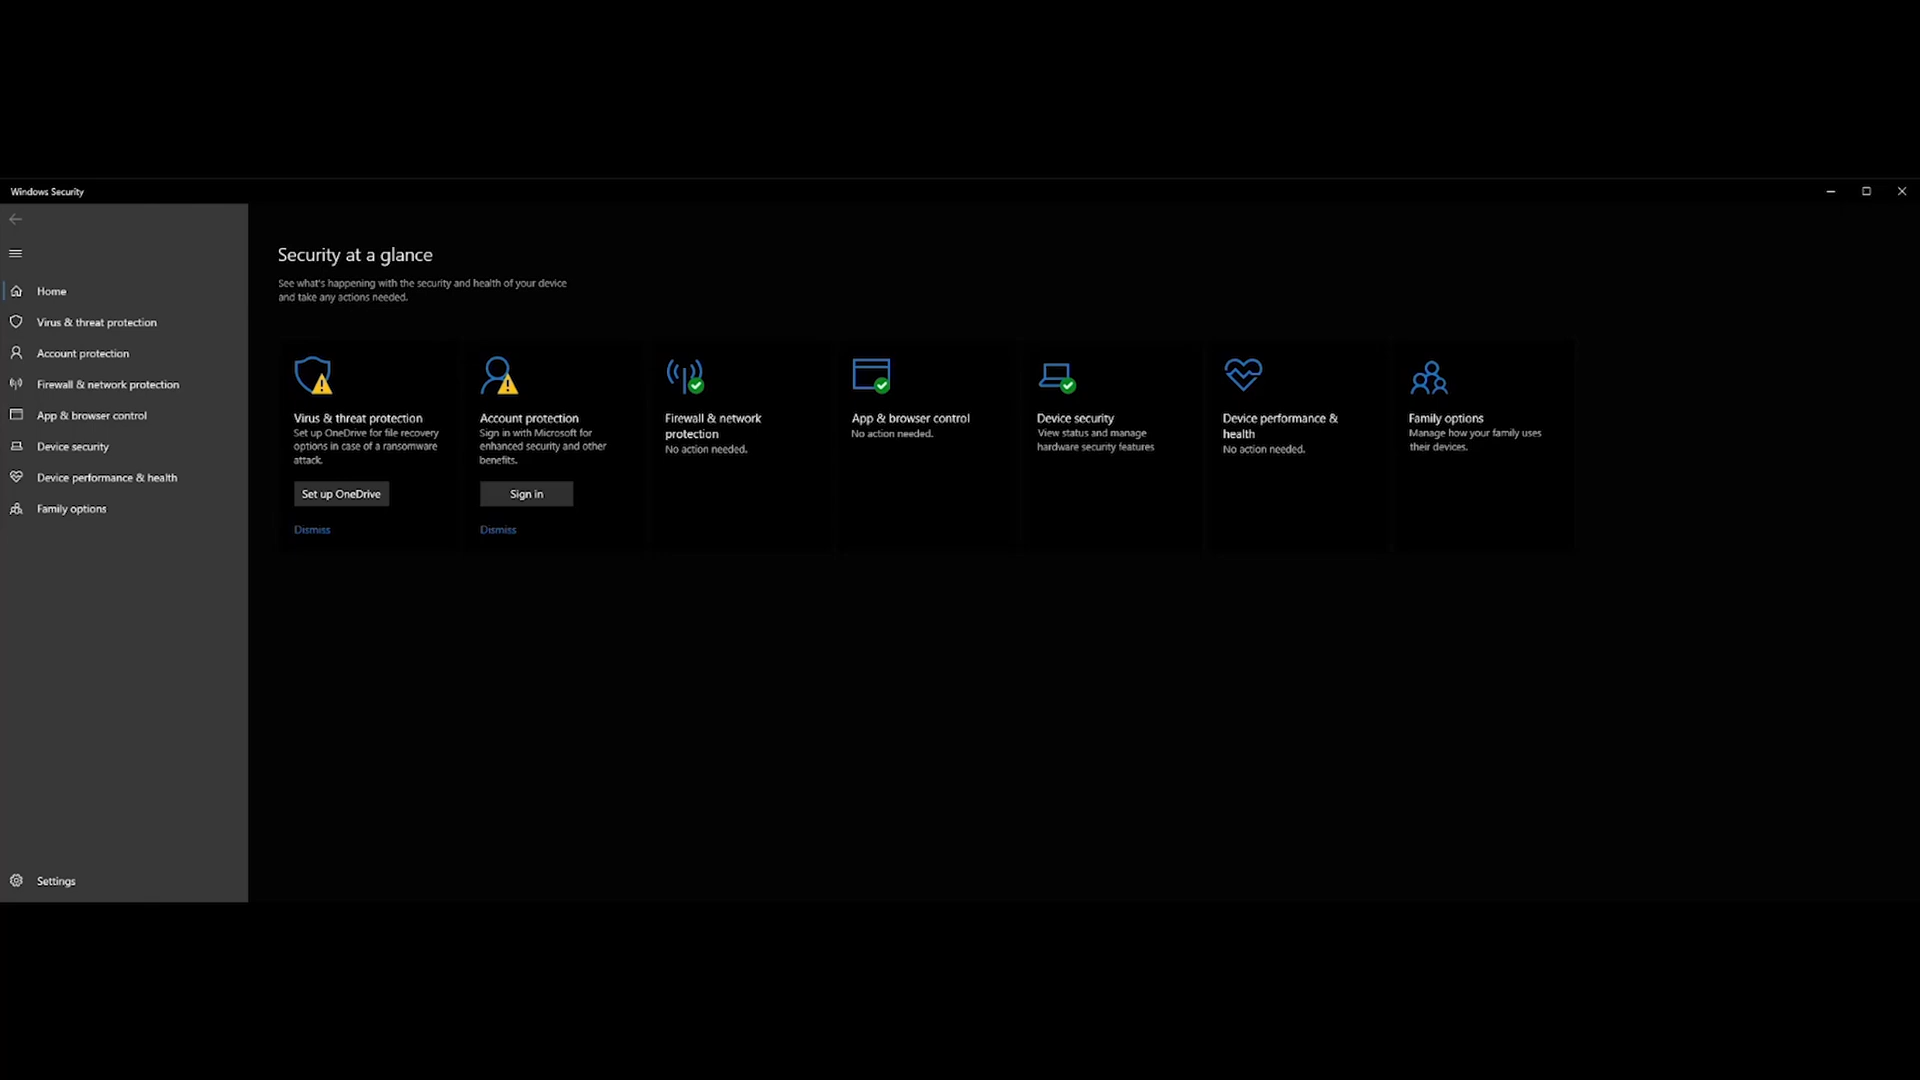 Windows Security
Home
Virus & threat protection
Account protection
Firewall & network protection
App & browser control
Device security
Device performance & health
Family options
Settings
Security at a glance
See what's happening with the security and health of your device
and take any actions needed.
Virus & threat protection
Set up OneDrive for file recovery
options in case of a ransomware
attack.
Set up OneDrive
Dismiss
Account protection
Sign in with Microsoft for
enhanced security and other
benefits.
Sign in
Dismiss
Firewall & network
protection
No action needed.
App & browser control
No action needed.
Device security
View status and manage
hardware security features
Device performance &
health
No action needed.
Family options
Manage how your family uses
their devices.